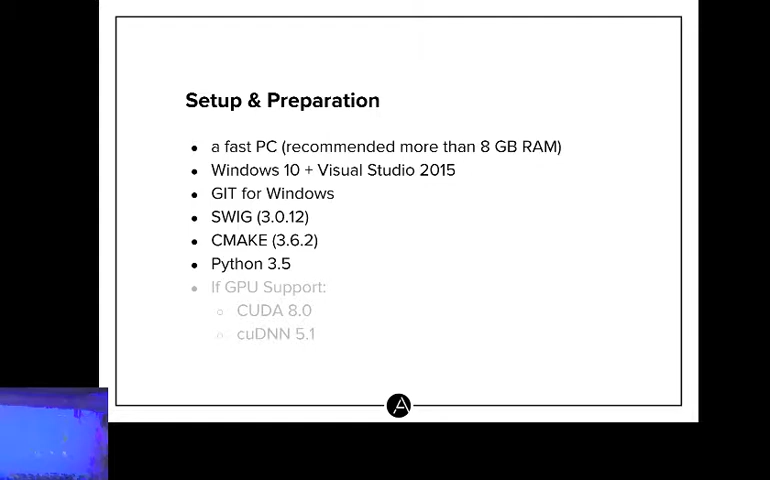 Setup & Preparation
● a fast PC (recommended more than 8 GB RAM)
● Windows 10 + Visual Studio 2015
● GIT for Windows
● SWIG (3.0.12)
● CMAKE (3.6.2)
● Python 3.5
● If GPU Support:
○ CUDA 8.0
○ cuDNN 5.1